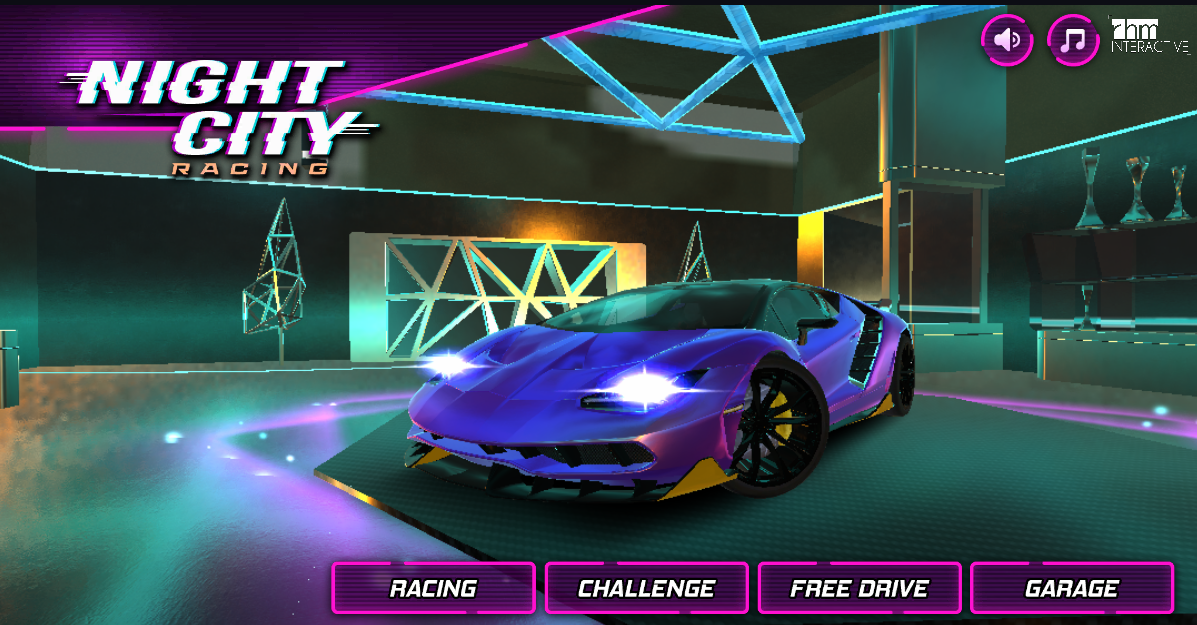 NIGHT
CITY
RACING
rhm
INTERACTIVE
RACING
CHALLENGE
FREE DRIVE
GARAGE